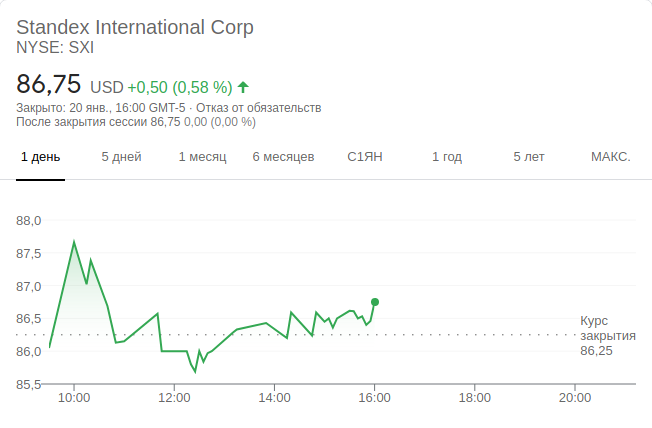 Standex International Corp
NYSE: SXI
86,75 USD +0,50 (0,58 %)
Закрыто: 20 янв., 16:00 GMT-5 · Отказ от обязательств
После закрытия сессии 86,75 0,00 (0,00 %)
1 день 5 дней 1 месяц 6 месяцев С1ЯН 1 год 5 лет МАКС.
88,0
87,5
87,0
86,5
86,0
85,5
Курс
закрытия
86,25
10:00 12:00 14:00 16:00 18:00 20:00